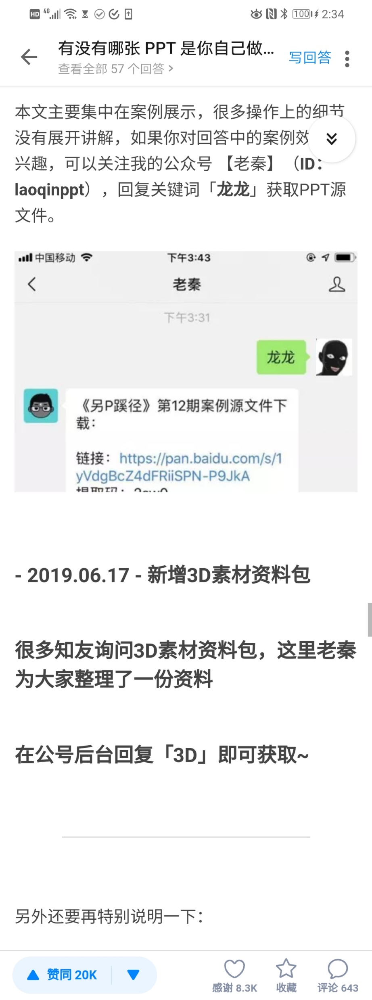 HD 4G 100 2:34
有没有哪张 PPT 是你自己做...
写回答
查看全部 57 个回答 >
本文主要集中在案例展示，很多操作上的细节
没有展开讲解，如果你对回答中的案例效
兴趣，可以关注我的公众号 【老秦】（ID：
laoqinppt），回复关键词「龙龙」获取PPT源
文件。
中国移动 下午3:43
老秦
下午3:31
龙龙
《另P蹊径》第12期案例源文件下
载：
链接：https://pan.baidu.com/s/1
yVdgBcZ4dFRiiSPN-P9JkA
提取码：
- 2019.06.17 - 新增3D素材资料包
很多知友询问3D素材资料包，这里老秦
为大家整理了一份资料
在公号后台回复「3D」即可获取~
另外还要再特别说明一下：
赞同 20K
感谢 8.3K 收藏 评论 643